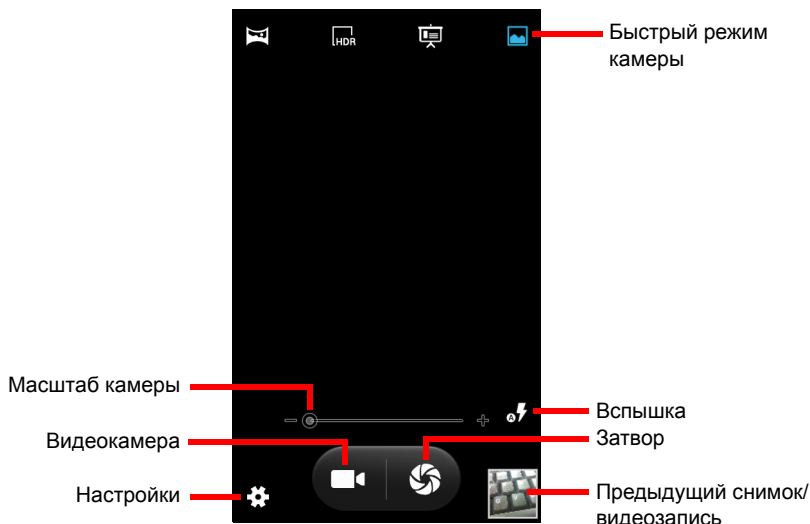 HDR
Быстрый режим
камеры
Масштаб камеры
A
Вспышка
Видеокамера
Затвор
Настройки
Предыдущий снимок/
видеозапись